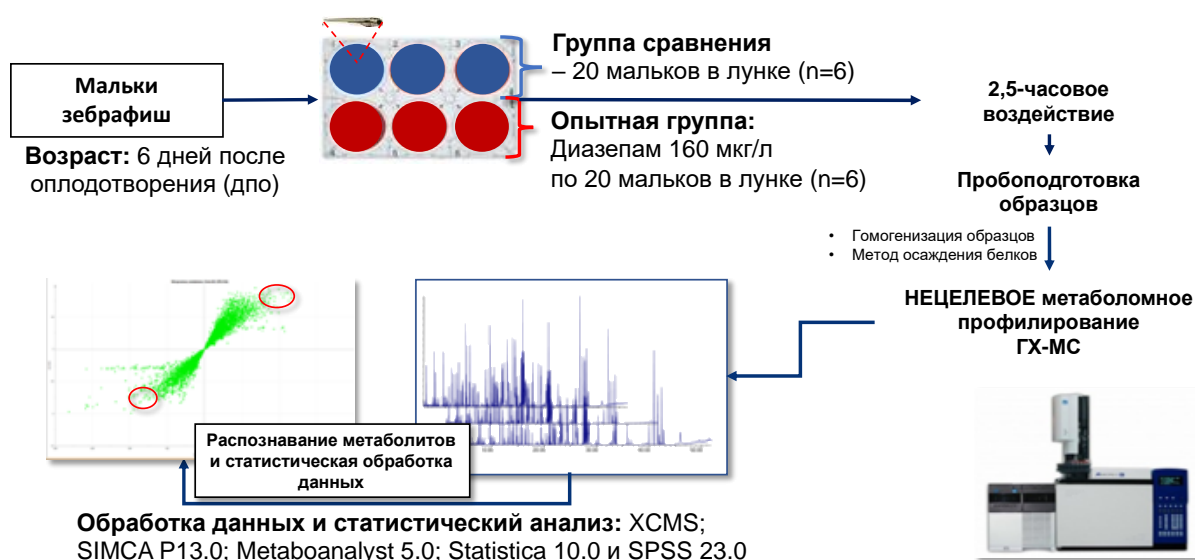 Мальки
зебрафиш
Возраст: 6 дней после
оплодотворения (дпо)
Группа сравнения
– 20 мальков в лунке (n=6)
Опытная группа:
Диазепам 160 мкг/л
по 20 мальков в лунке (n=6)
2,5-часовое
воздействие
Пробоподготовка
образцов
• Гомогенизация образцов
• Метод осаждения белков
НЕЦЕЛЕВОЕ метаболомное
профилирование
ГХ-МС
Распознавание метаболитов
и статистическая обработка
данных
Обработка данных и статистический анализ: XCMS;
SIMCA P13.0; Metaboanalyst 5.0; Statistica 10.0 и SPSS 23.0